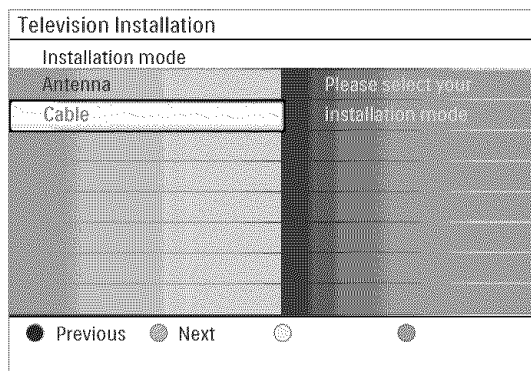 Television Installation
Installation mode
Antenna
Please select your
Cable
installation mode
Previous Next